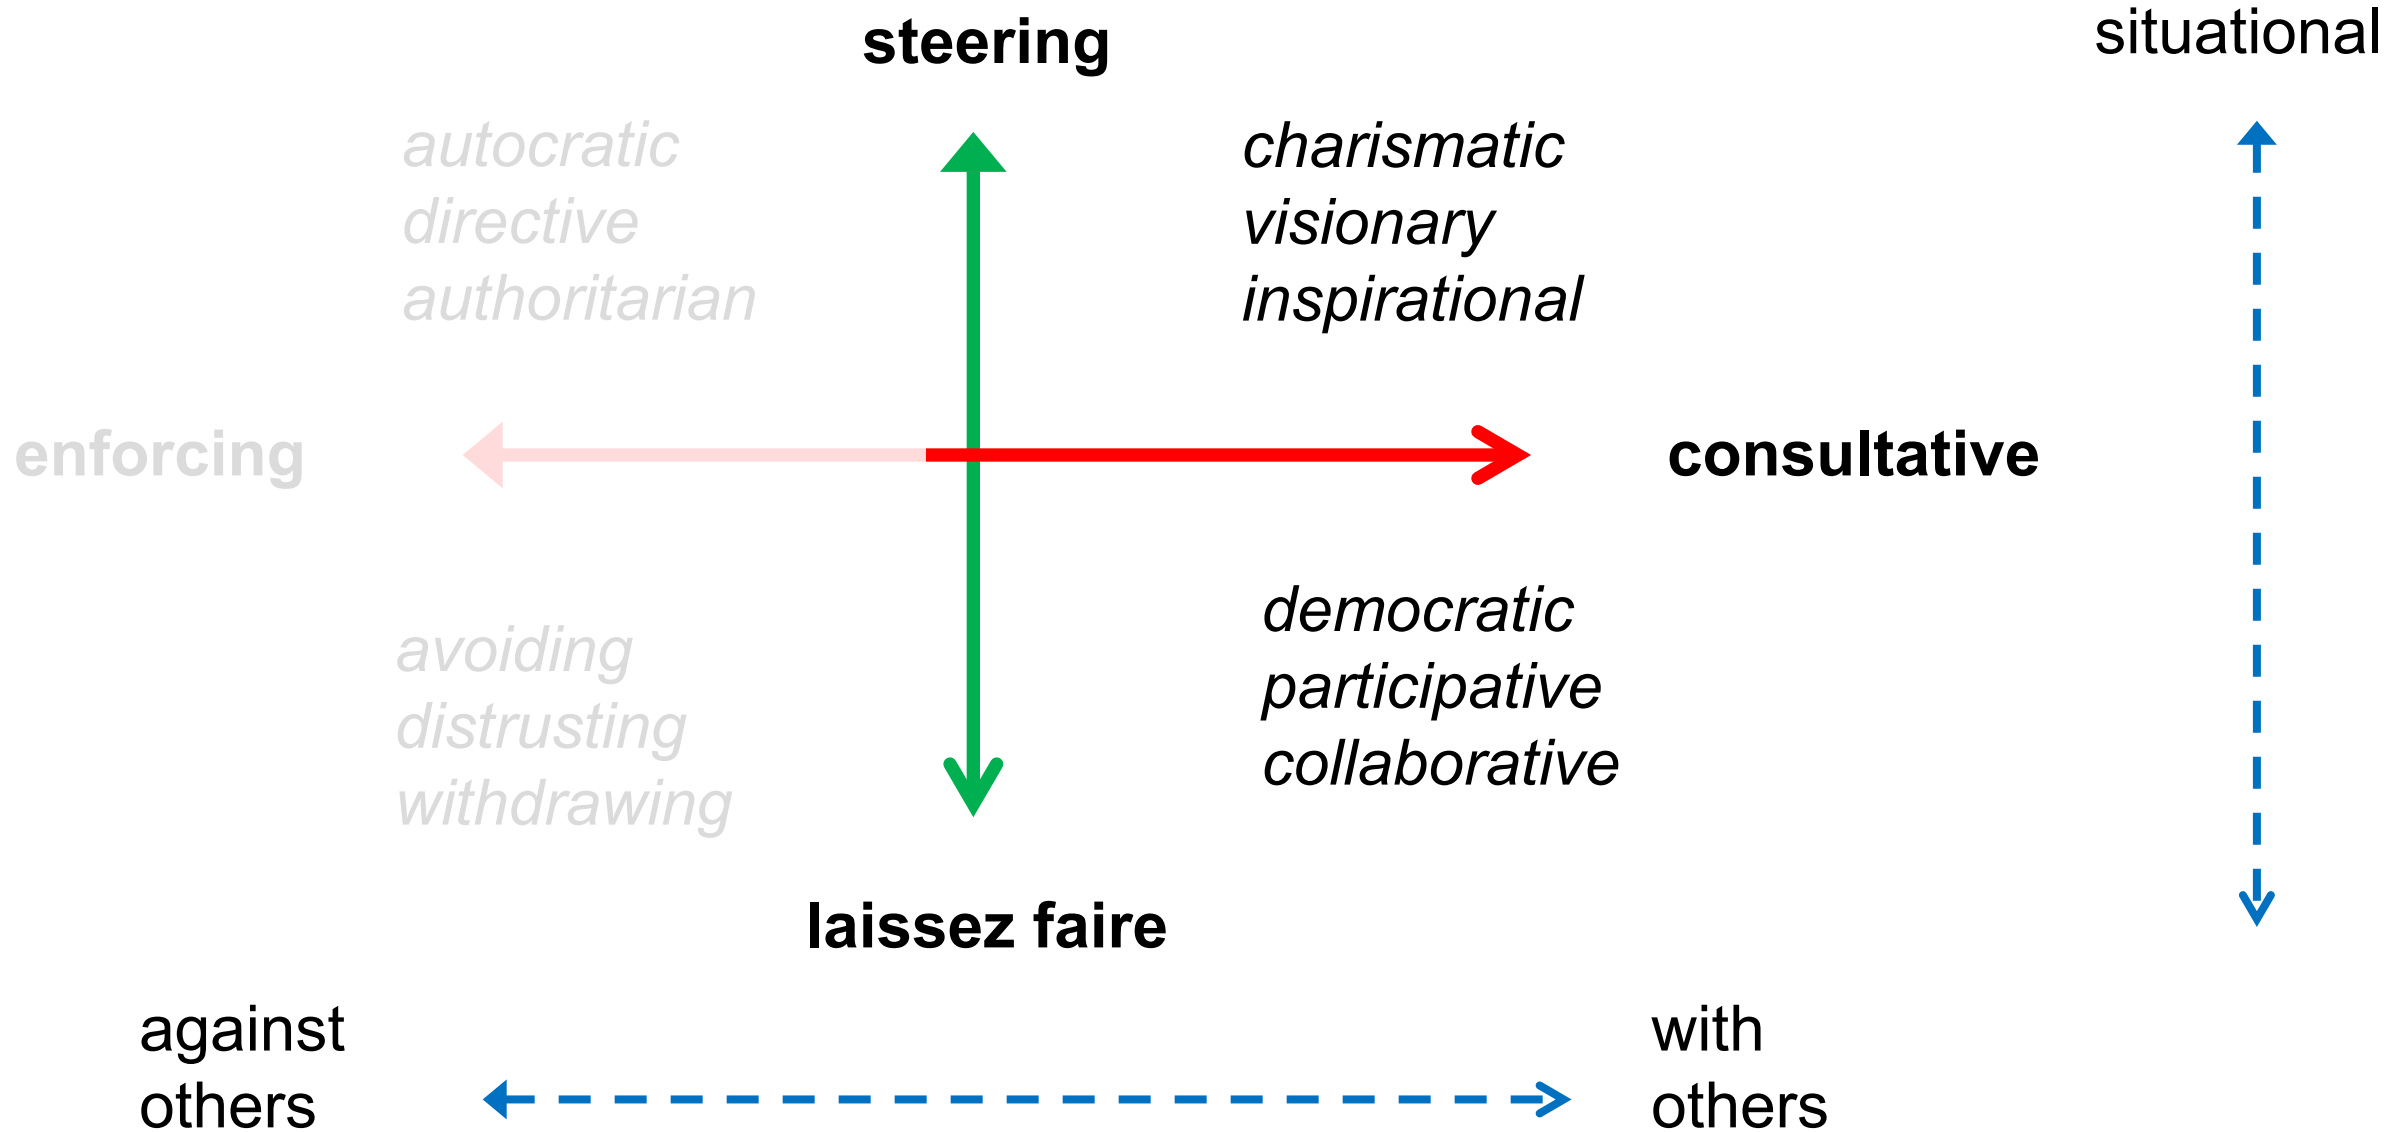 steering
situational
autocratic
directive
authoritarian
charismatic
visionary
inspirational
enforcing
consultative
avoiding
distrusting
withdrawing
democratic
participative
collaborative
laissez faire
against
others
with
others